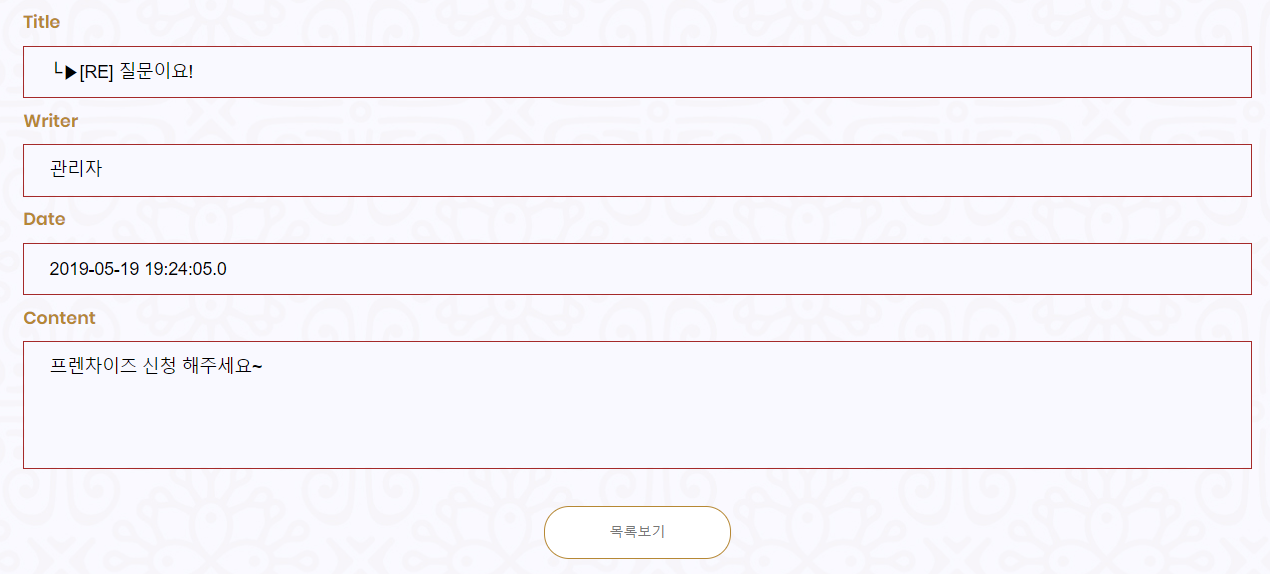 Title
└▶[RE] 질문이요!
Writer
관리자
Date
2019-05-19 19:24:05.0
Content
프렌차이즈 신청 해주세요~
목록보기